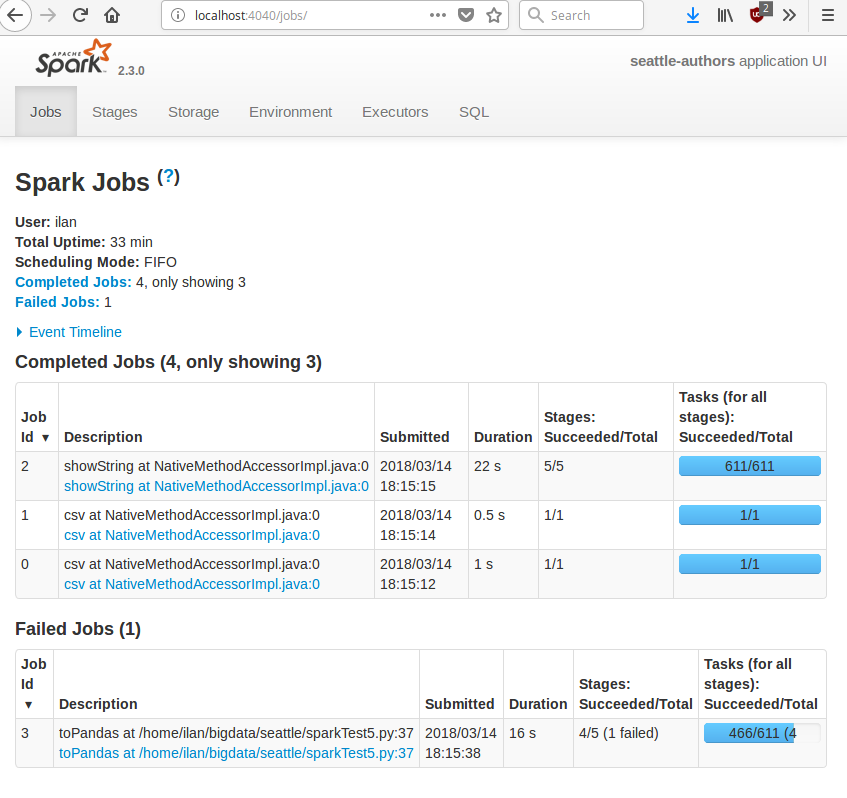 localhost:4040/jobs/
Search
2
APACHE
Spark 2.3.0
seattle-authors application UI
Jobs Stages Storage Environment Executors SQL
Spark Jobs (?)
User: ilan
Total Uptime: 33 min
Scheduling Mode: FIFO
Completed Jobs: 4, only showing 3
Failed Jobs: 1
Event Timeline
Completed Jobs (4, only showing 3)
Job Id ▼ Description Submitted Duration Stages: Succeeded/Total Tasks (for all stages): Succeeded/Total
2 showString at NativeMethodAccessorImpl.java:0 2018/03/14 22 s 5/5 611/611
showString at NativeMethodAccessorImpl.java:0 18:15:15
1 csv at NativeMethodAccessorImpl.java:0 2018/03/14 0.5 s 1/1 1/1
csv at NativeMethodAccessorImpl.java:0 18:15:14
0 csv at NativeMethodAccessorImpl.java:0 2018/03/14 1 s 1/1 1/1
csv at NativeMethodAccessorImpl.java:0 18:15:12
Failed Jobs (1)
Job Id ▼ Description Submitted Duration Stages: Succeeded/Total Tasks (for all stages): Succeeded/Total
3 toPandas at /home/ilan/bigdata/seattle/sparkTest5.py:37 2018/03/14 16 s 4/5 (1 failed) 466/611 (4
toPandas at /home/ilan/bigdata/seattle/sparkTest5.py:37 18:15:38